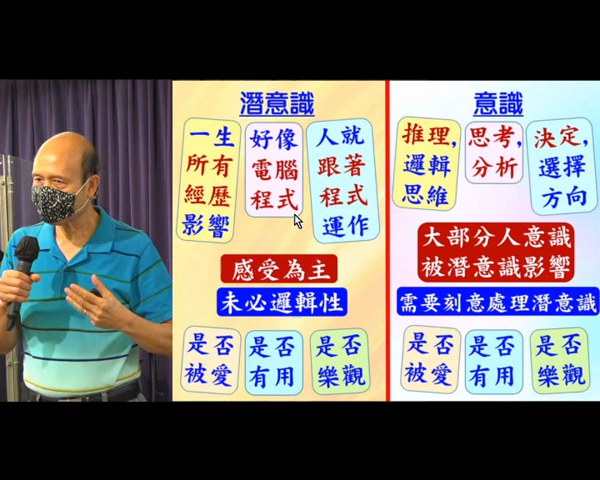 潛意識
一生
所有
經歷
影響
好像
電腦
程式
人就
跟著
程式
運作
感受為主
未必邏輯性
是否
被愛
是否
有用
是否
樂觀
意識
推理,
邏輯
思維
思考,
分析
決定,
選擇
方向
大部分人意識
被潛意識影響
需要刻意處理潛意識
是否
被愛
是否
有用
是否
樂觀